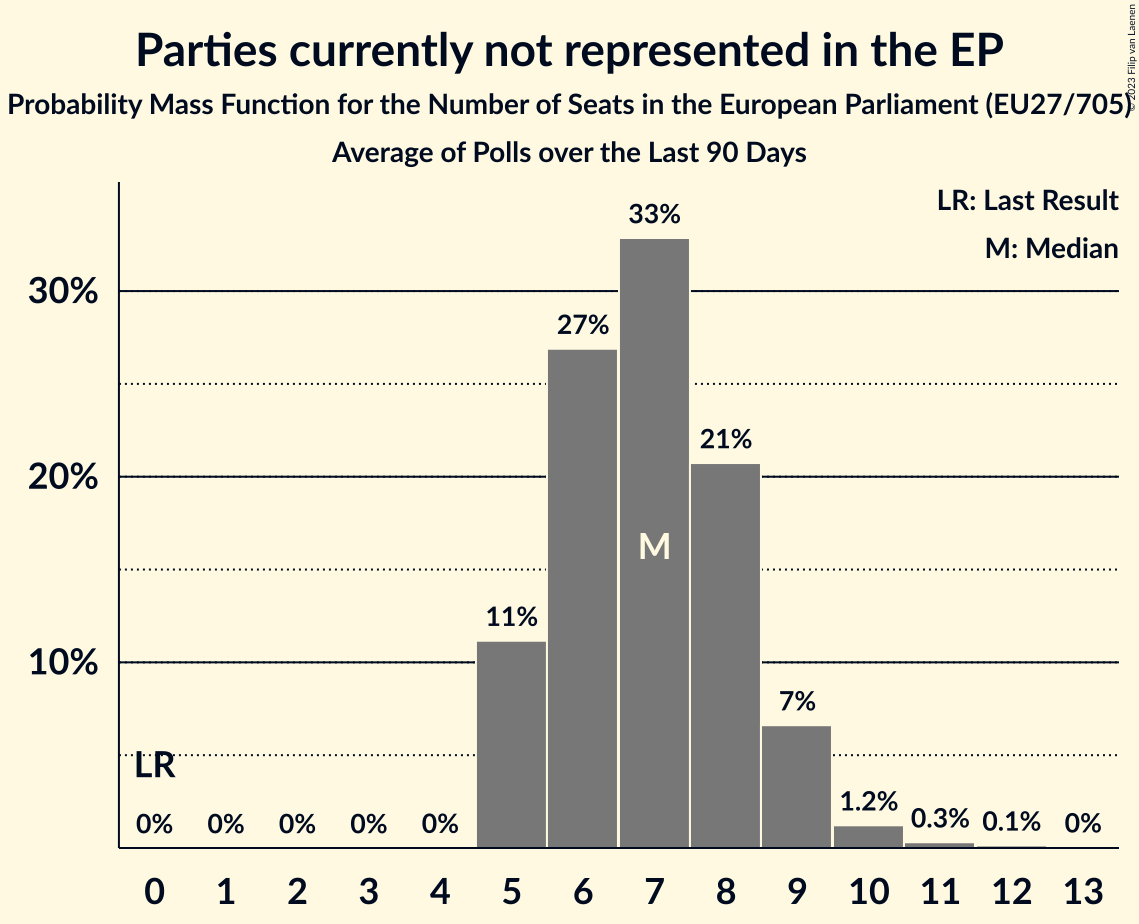 Parties currently not represented in the EP
Probability Mass Function for the Number of Seats in the European Parliament (EU27/705)
Average of Polls over the Last 90 Days
© 2023 Filip van Laenen
LR: Last Result
M: Median
30%
20%
10%
33%
27%
21%
11%
7%
1.2%
0.3%
0.1%
0%
M
LR
0% 0% 0% 0% 0%
0 1 2 3 4 5 6 7 8 9 10 11 12 13